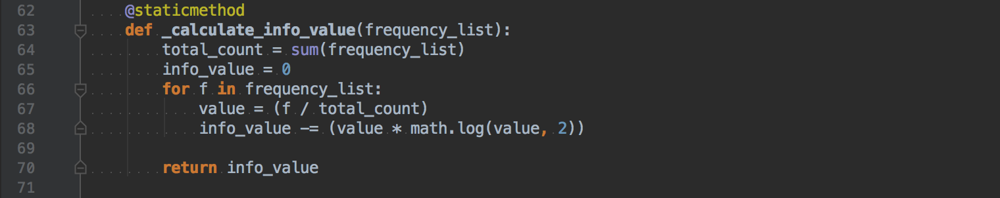 62 @staticmethod
63 def _calculate_info_value(frequency_list):
64 total_count = sum(frequency_list)
65 info_value = 0
66 for f in frequency_list:
67 value = (f / total_count)
68 info_value -= (value * math.log(value, 2))
69
70 return info_value
71